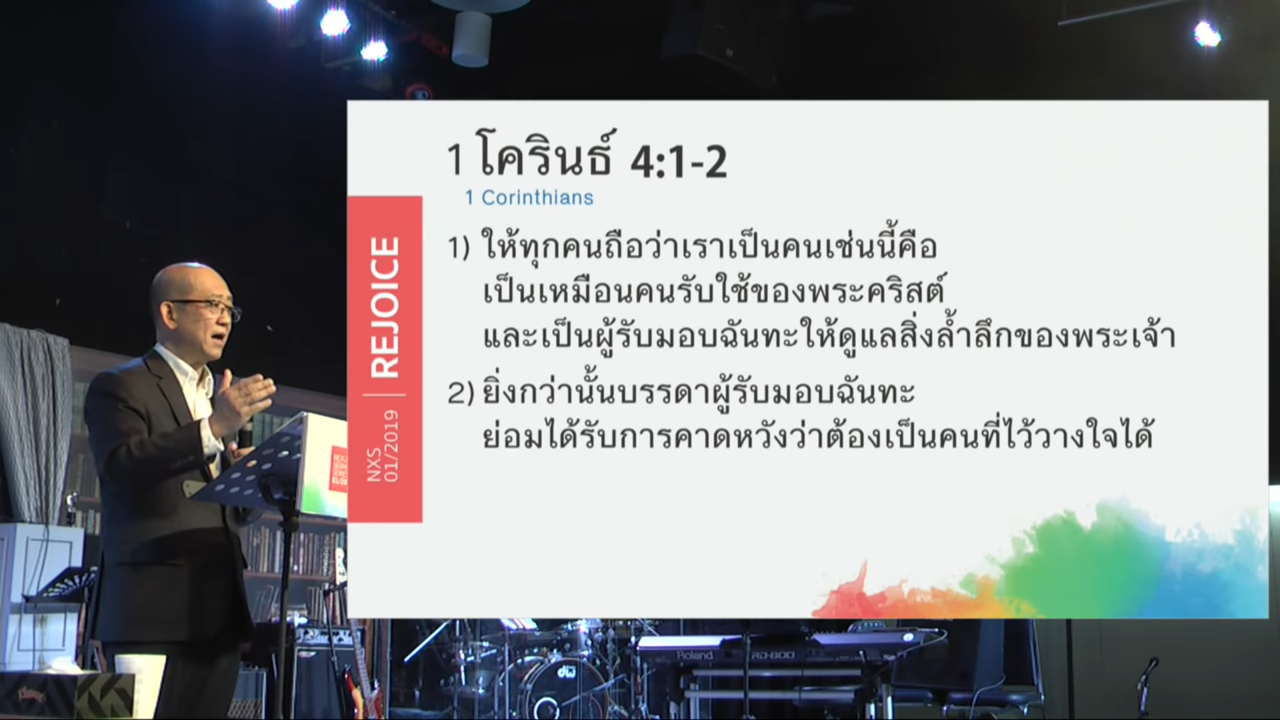 1 โครินธ์ 4:1-2
1 Corinthians
1) ให้ทุกคนถือว่าเราเป็นคนเช่นนี้คือ
เป็นเหมือนคนรับใช้ของพระคริสต์
และเป็นผู้รับมอบฉันทะให้ดูแลสิ่งล้ำลึกของพระเจ้า
2) ยิ่งกว่านั้นบรรดาผู้รับมอบฉันทะ
ย่อมได้รับการคาดหวังว่าต้องเป็นคนที่ไว้วางใจได้
REJOICE
NXS
01/2019
Roland
RD-800
dw